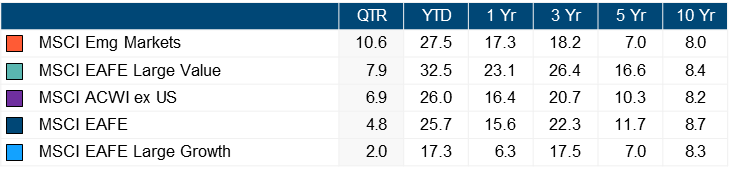 QTR YTD 1 Yr 3 Yr 5 Yr 10 Yr
MSCI Emg Markets 10.6 27.5 17.3 18.2 7.0 8.0
MSCI EAFE Large Value 7.9 32.5 23.1 26.4 16.6 8.4
MSCI ACWI ex US 6.9 26.0 16.4 20.7 10.3 8.2
MSCI EAFE 4.8 25.7 15.6 22.3 11.7 8.7
MSCI EAFE Large Growth 2.0 17.3 6.3 17.5 7.0 8.3